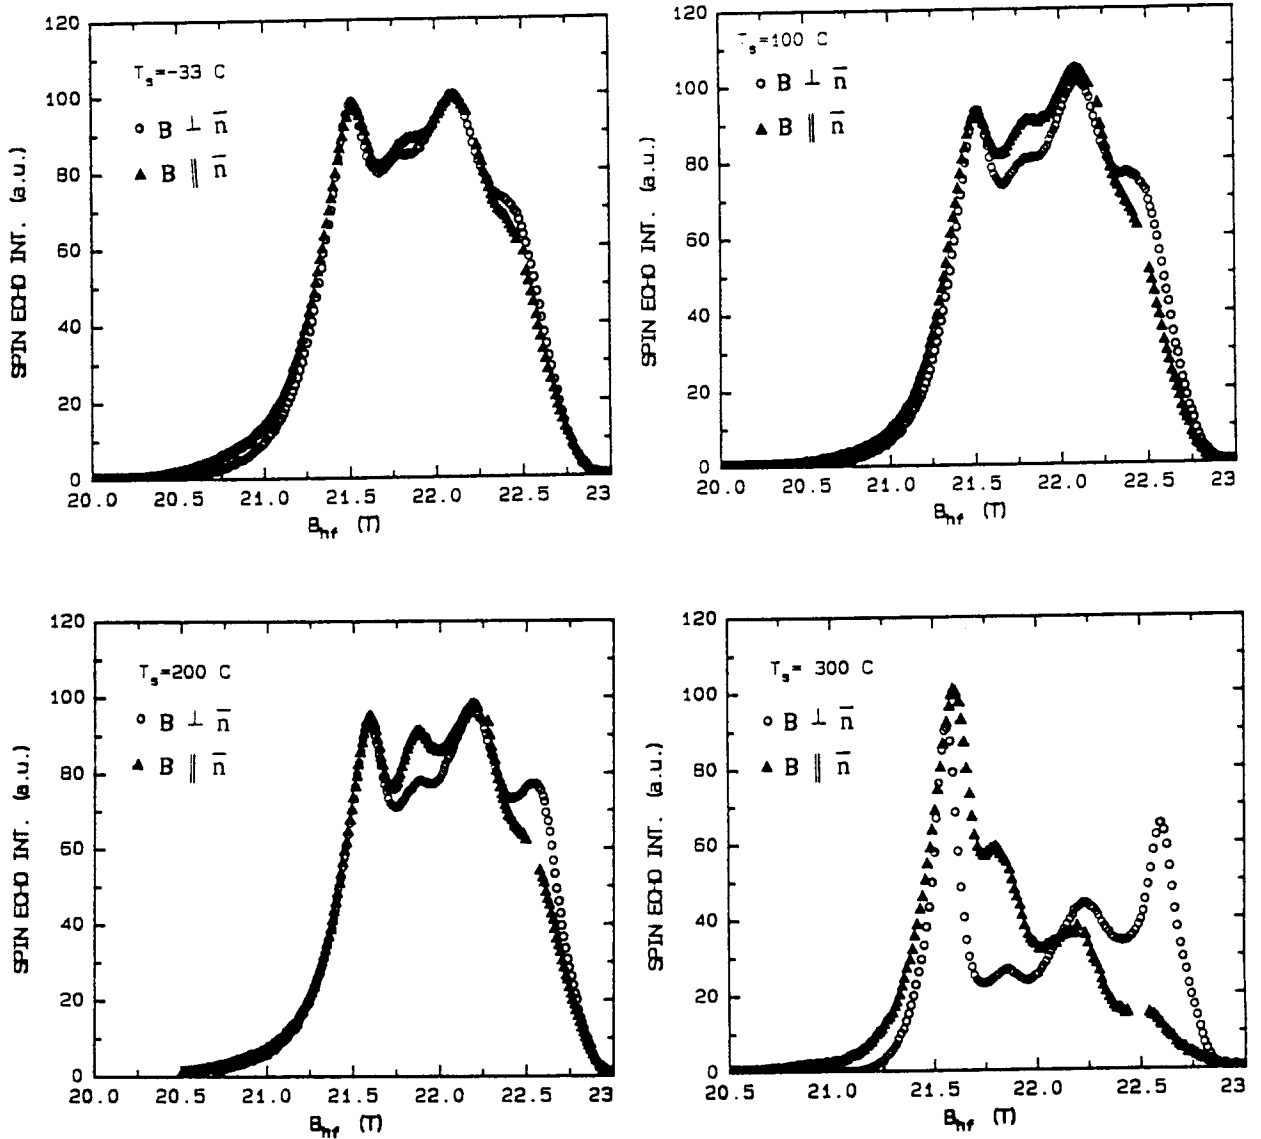 120
100
80
60
40
20
0
SPIN ECHO INT. (a.u.)
T_s=-33 C
○ B ⊥ n̅
▲ B ∥ n̅
20.0 20.5 21.0 21.5 22.0 22.5 23
B_hf (T)
120
100
80
60
40
20
0
SPIN ECHO INT. (a.u.)
T_s=100 C
○ B ⊥ n̅
▲ B ∥ n̅
20.0 20.5 21.0 21.5 22.0 22.5 23
B_hf (T)
120
100
80
60
40
20
0
SPIN ECHO INT. (a.u.)
T_s=200 C
○ B ⊥ n̅
▲ B ∥ n̅
20.0 20.5 21.0 21.5 22.0 22.5 23
B_hf (T)
120
100
80
60
40
20
0
SPIN ECHO INT. (a.u.)
T_s= 300 C
○ B ⊥ n̅
▲ B ∥ n̅
20.5 21.0 21.5 22.0 22.5 23
B_hf (T)